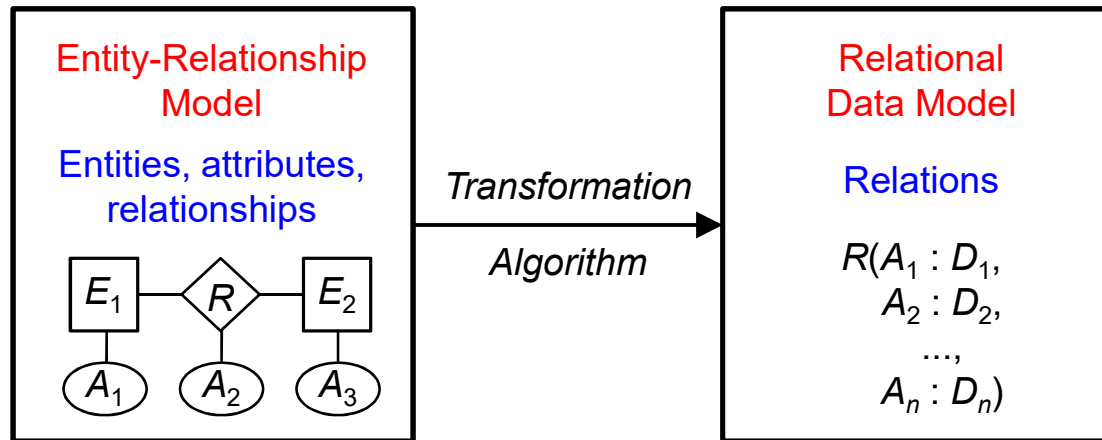 Entity-Relationship
Model
Entities, attributes,
relationships
E₁ R E₂
A₁ A₂ A₃
Transformation
Algorithm
Relational
Data Model
Relations
R(A₁ : D₁,
A₂ : D₂,
...,
Aₙ : Dₙ)